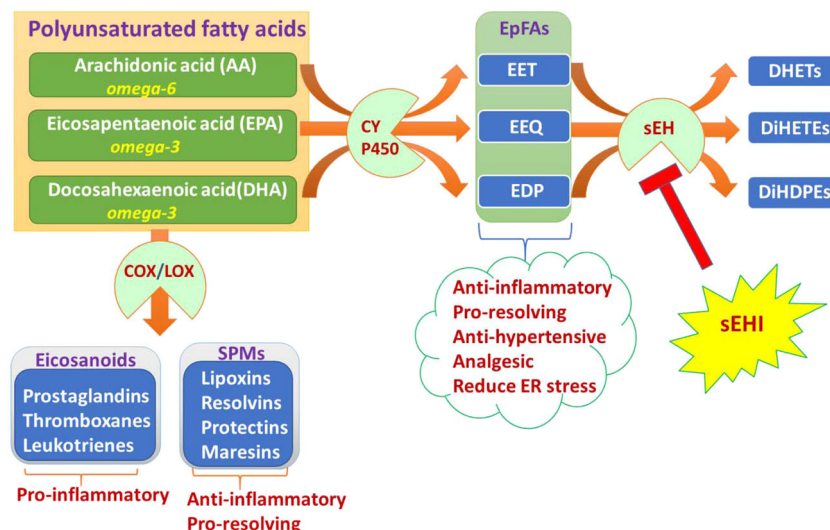 Polyunsaturated fatty acids
Arachidonic acid (AA)
omega-6
Eicosapentaenoic acid (EPA)
omega-3
Docosahexaenoic acid(DHA)
omega-3
CY
P450
EpFAs
EET
EEQ
EDP
sEH
DHETs
DiHETEs
DiHDPEs
COX/LOX
Anti-inflammatory
Pro-resolving
Anti-hypertensive
Analgesic
Reduce ER stress
sEHI
Eicosanoids
Prostaglandins
Thromboxanes
Leukotrienes
Pro-inflammatory
SPMs
Lipoxins
Resolvins
Protectins
Maresins
Anti-inflammatory
Pro-resolving